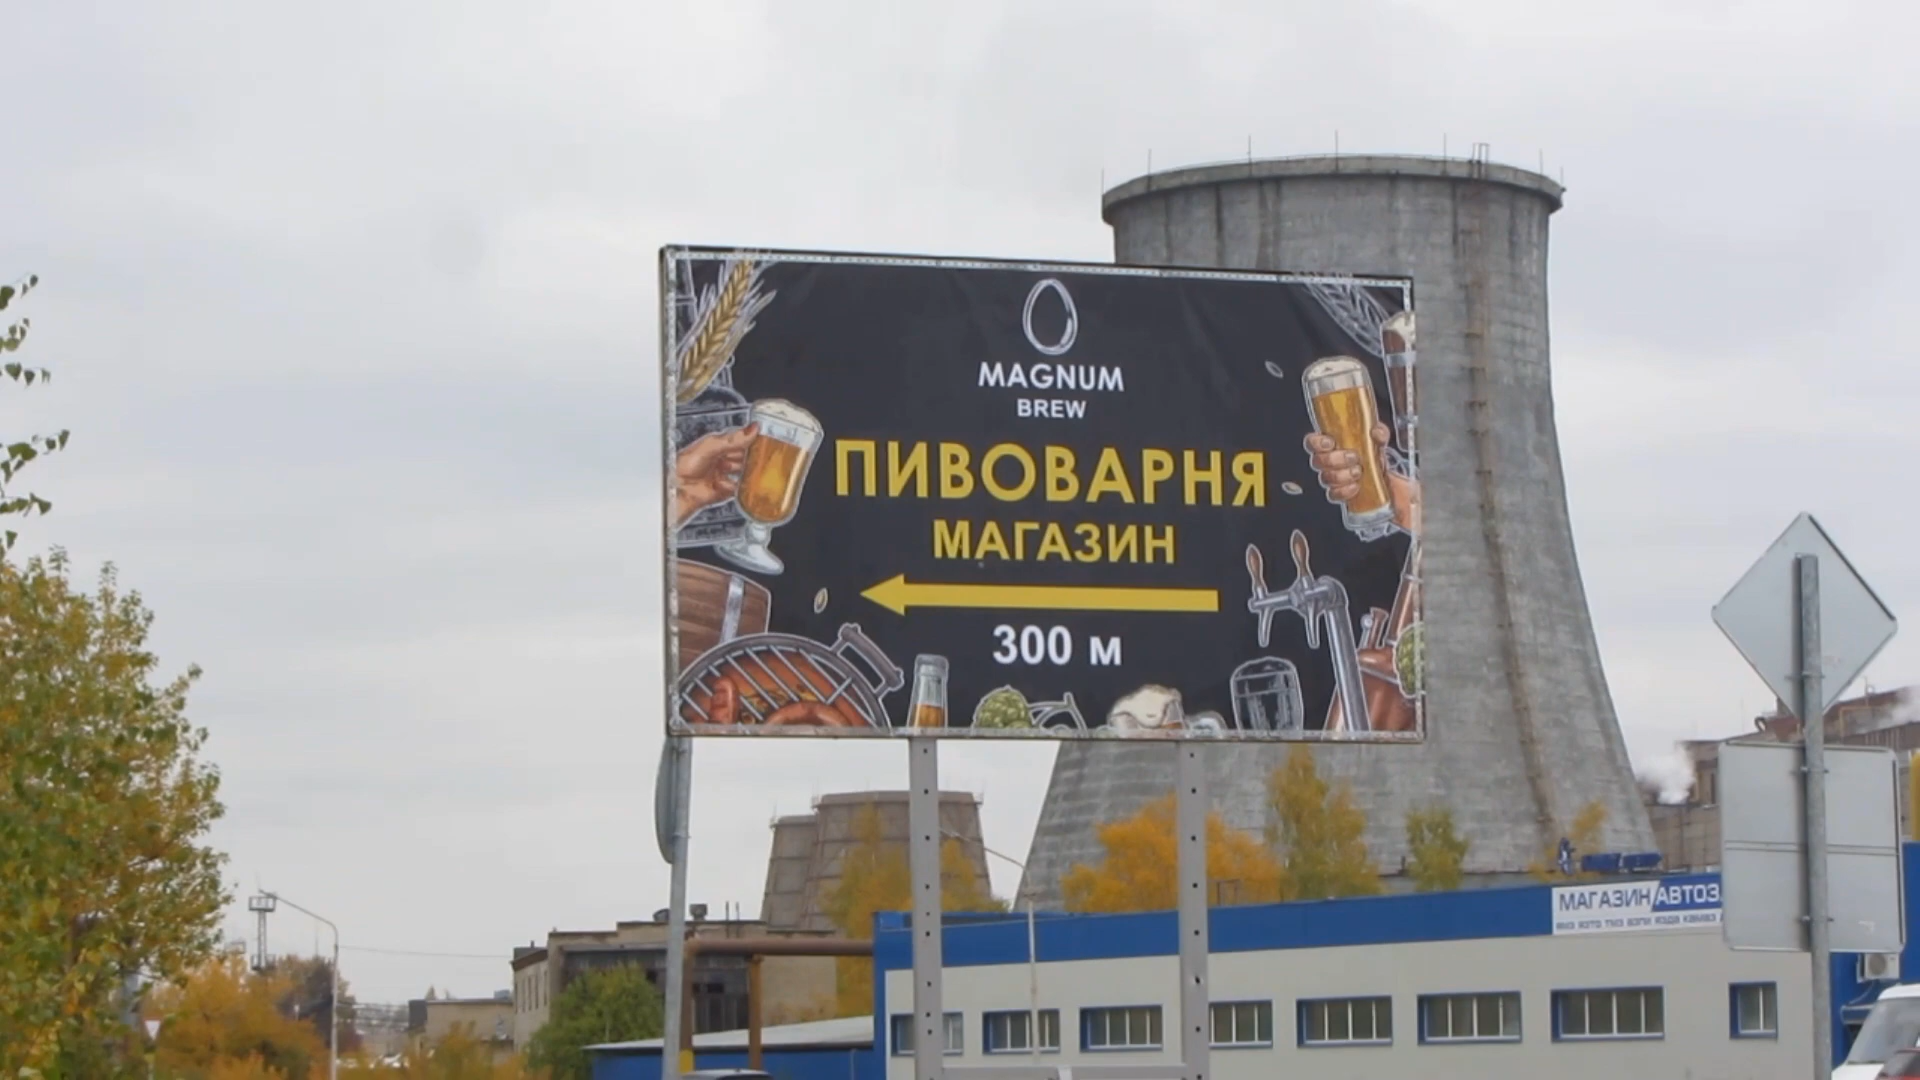 MAGNUM
BREW
ПИВОВАРНЯ
МАГАЗИН
300 м
МАГАЗИН АВТОЗ